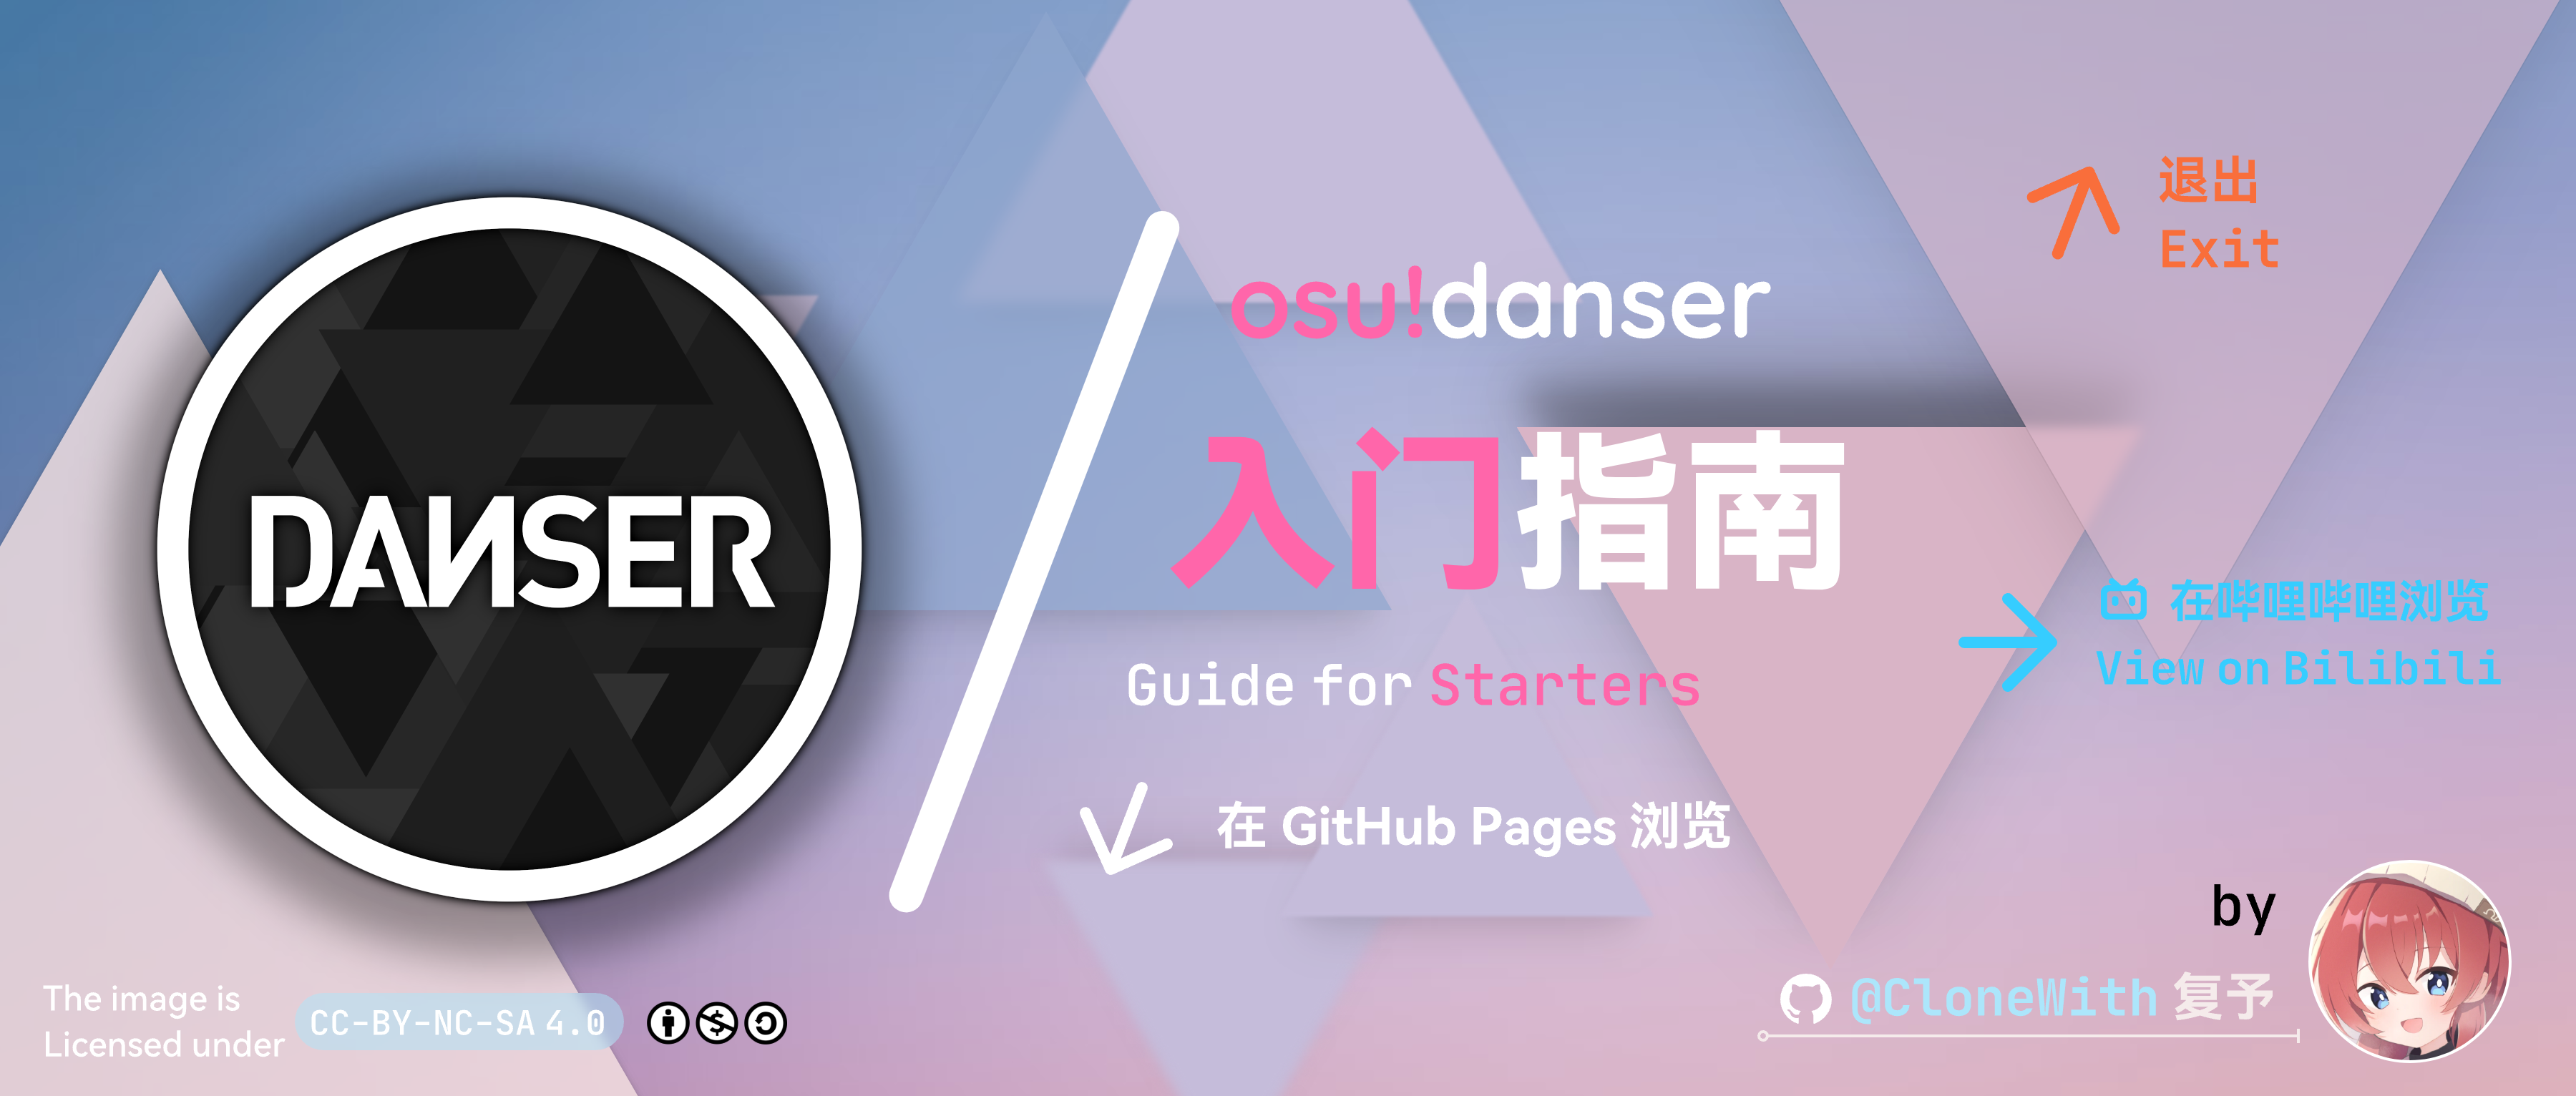 DANSER
osu!danser
入门指南
Guide for Starters
在 GitHub Pages 浏览
退出
Exit
在哔哩哔哩浏览
View on Bilibili
by
@CloneWith 复予
The image is
Licensed under
CC-BY-NC-SA 4.0